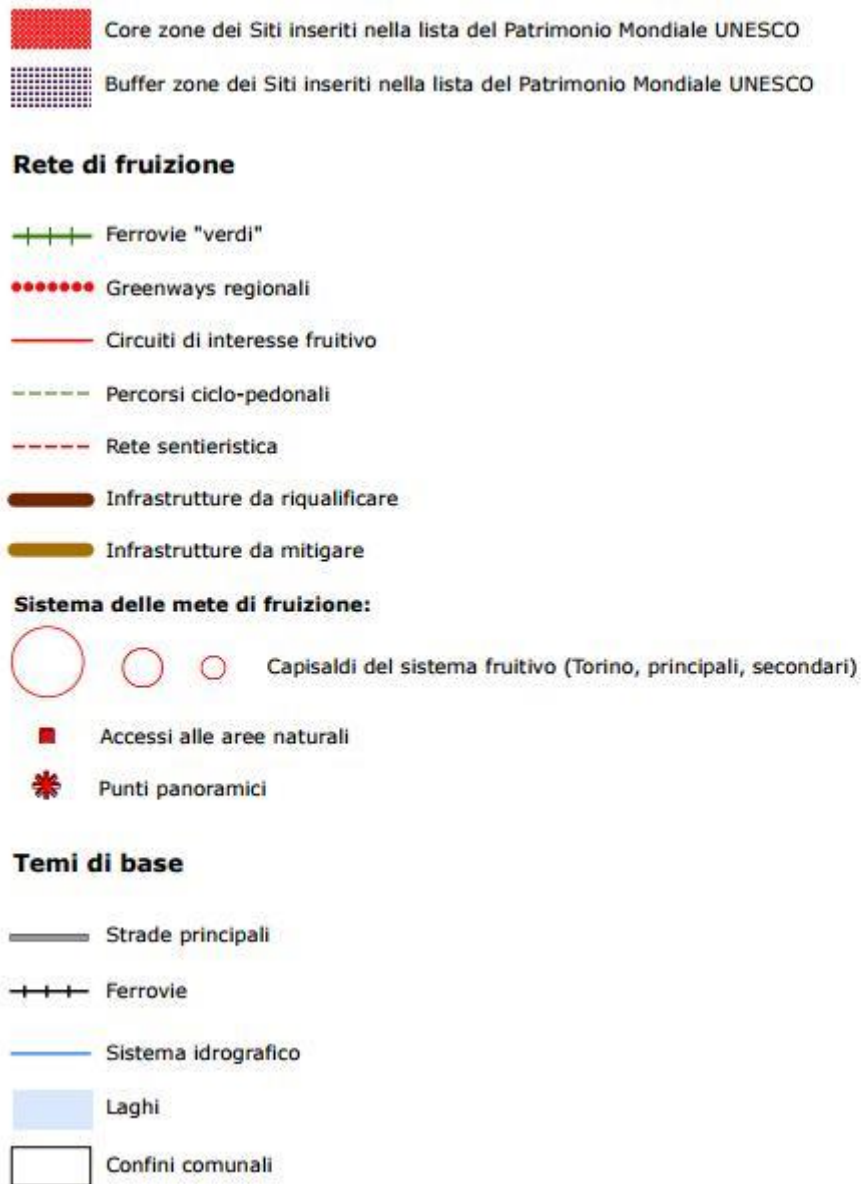 Core zone dei Siti inseriti nella lista del Patrimonio Mondiale UNESCO
Buffer zone dei Siti inseriti nella lista del Patrimonio Mondiale UNESCO
Rete di fruizione
Ferrovie "verdi"
Greenways regionali
Circuiti di interesse fruitivo
Percorsi ciclo-pedonali
Rete sentieristica
Infrastrutture da riqualificare
Infrastrutture da mitigare
Sistema delle mete di fruizione:
Capisaldi del sistema fruitivo (Torino, principali, secondari)
Accessi alle aree naturali
Punti panoramici
Temi di base
Strade principali
Ferrovie
Sistema idrografico
Laghi
Confini comunali